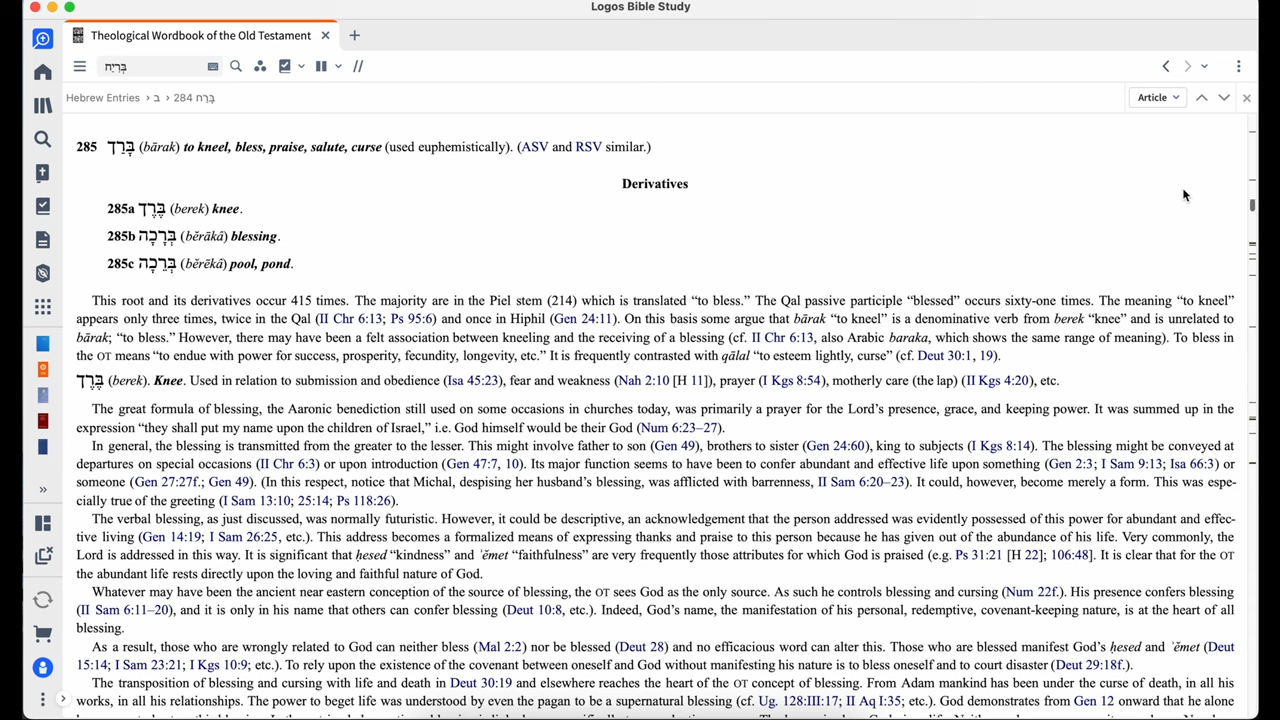 Logos Bible Study
Theological Wordbook of the Old Testament
בְּרִיחַ
Hebrew Entries › ב › 284 בָּרַח
Article
285 בָּרַךְ (bārak) to kneel, bless, praise, salute, curse (used euphemistically). (ASV and RSV similar.)
Derivatives
285a בֶּרֶךְ (berek) knee.
285b בְּרָכָה (bĕrākâ) blessing.
285c בְּרֵכָה (bĕrēkâ) pool, pond.
This root and its derivatives occur 415 times. The majority are in the Piel stem (214) which is translated “to bless.” The Qal passive participle “blessed” occurs sixty-one times. The meaning “to kneel”
appears only three times, twice in the Qal (II Chr 6:13; Ps 95:6) and once in Hiphil (Gen 24:11). On this basis some argue that bārak “to kneel” is a denominative verb from berek “knee” and is unrelated to
bārak; “to bless.” However, there may have been a felt association between kneeling and the receiving of a blessing (cf. II Chr 6:13, also Arabic baraka, which shows the same range of meaning). To bless in
the OT means “to endue with power for success, prosperity, fecundity, longevity, etc.” It is frequently contrasted with qālal “to esteem lightly, curse” (cf. Deut 30:1, 19).
בֶּרֶךְ (berek). Knee. Used in relation to submission and obedience (Isa 45:23), fear and weakness (Nah 2:10 [H 11]), prayer (I Kgs 8:54), motherly care (the lap) (II Kgs 4:20), etc.
The great formula of blessing, the Aaronic benediction still used on some occasions in churches today, was primarily a prayer for the Lord’s presence, grace, and keeping power. It was summed up in the
expression “they shall put my name upon the children of Israel,” i.e. God himself would be their God (Num 6:23–27).
In general, the blessing is transmitted from the greater to the lesser. This might involve father to son (Gen 49), brothers to sister (Gen 24:60), king to subjects (I Kgs 8:14). The blessing might be conveyed at
departures on special occasions (II Chr 6:3) or upon introduction (Gen 47:7, 10). Its major function seems to have been to confer abundant and effective life upon something (Gen 2:3; I Sam 9:13; Isa 66:3) or
someone (Gen 27:27f.; Gen 49). (In this respect, notice that Michal, despising her husband’s blessing, was afflicted with barrenness, II Sam 6:20–23). It could, however, become merely a form. This was espe-
cially true of the greeting (I Sam 13:10; 25:14; Ps 118:26).
The verbal blessing, as just discussed, was normally futuristic. However, it could be descriptive, an acknowledgement that the person addressed was evidently possessed of this power for abundant and effec-
tive living (Gen 14:19; I Sam 26:25, etc.). This address becomes a formalized means of expressing thanks and praise to this person because he has given out of the abundance of his life. Very commonly, the
Lord is addressed in this way. It is significant that ḥesed “kindness” and ʾĕmet “faithfulness” are very frequently those attributes for which God is praised (e.g. Ps 31:21 [H 22]; 106:48]. It is clear that for the OT
the abundant life rests directly upon the loving and faithful nature of God.
Whatever may have been the ancient near eastern conception of the source of blessing, the OT sees God as the only source. As such he controls blessing and cursing (Num 22f.). His presence confers blessing
(II Sam 6:11–20), and it is only in his name that others can confer blessing (Deut 10:8, etc.). Indeed, God’s name, the manifestation of his personal, redemptive, covenant-keeping nature, is at the heart of all
blessing.
As a result, those who are wrongly related to God can neither bless (Mal 2:2) nor be blessed (Deut 28) and no efficacious word can alter this. Those who are blessed manifest God’s ḥesed and ʾĕmet (Deut
15:14; I Sam 23:21; I Kgs 10:9; etc.). To rely upon the existence of the covenant between oneself and God without manifesting his nature is to bless oneself and to court disaster (Deut 29:18f.).
The transposition of blessing and cursing with life and death in Deut 30:19 and elsewhere reaches the heart of the OT concept of blessing. From Adam mankind has been under the curse of death, in all his
works, in all his relationships. The power to beget life was understood by even the pagan to be a supernatural blessing (cf. Ug. 128:III:17; II Aq I:35; etc.). God demonstrates from Gen 12 onward that he alone